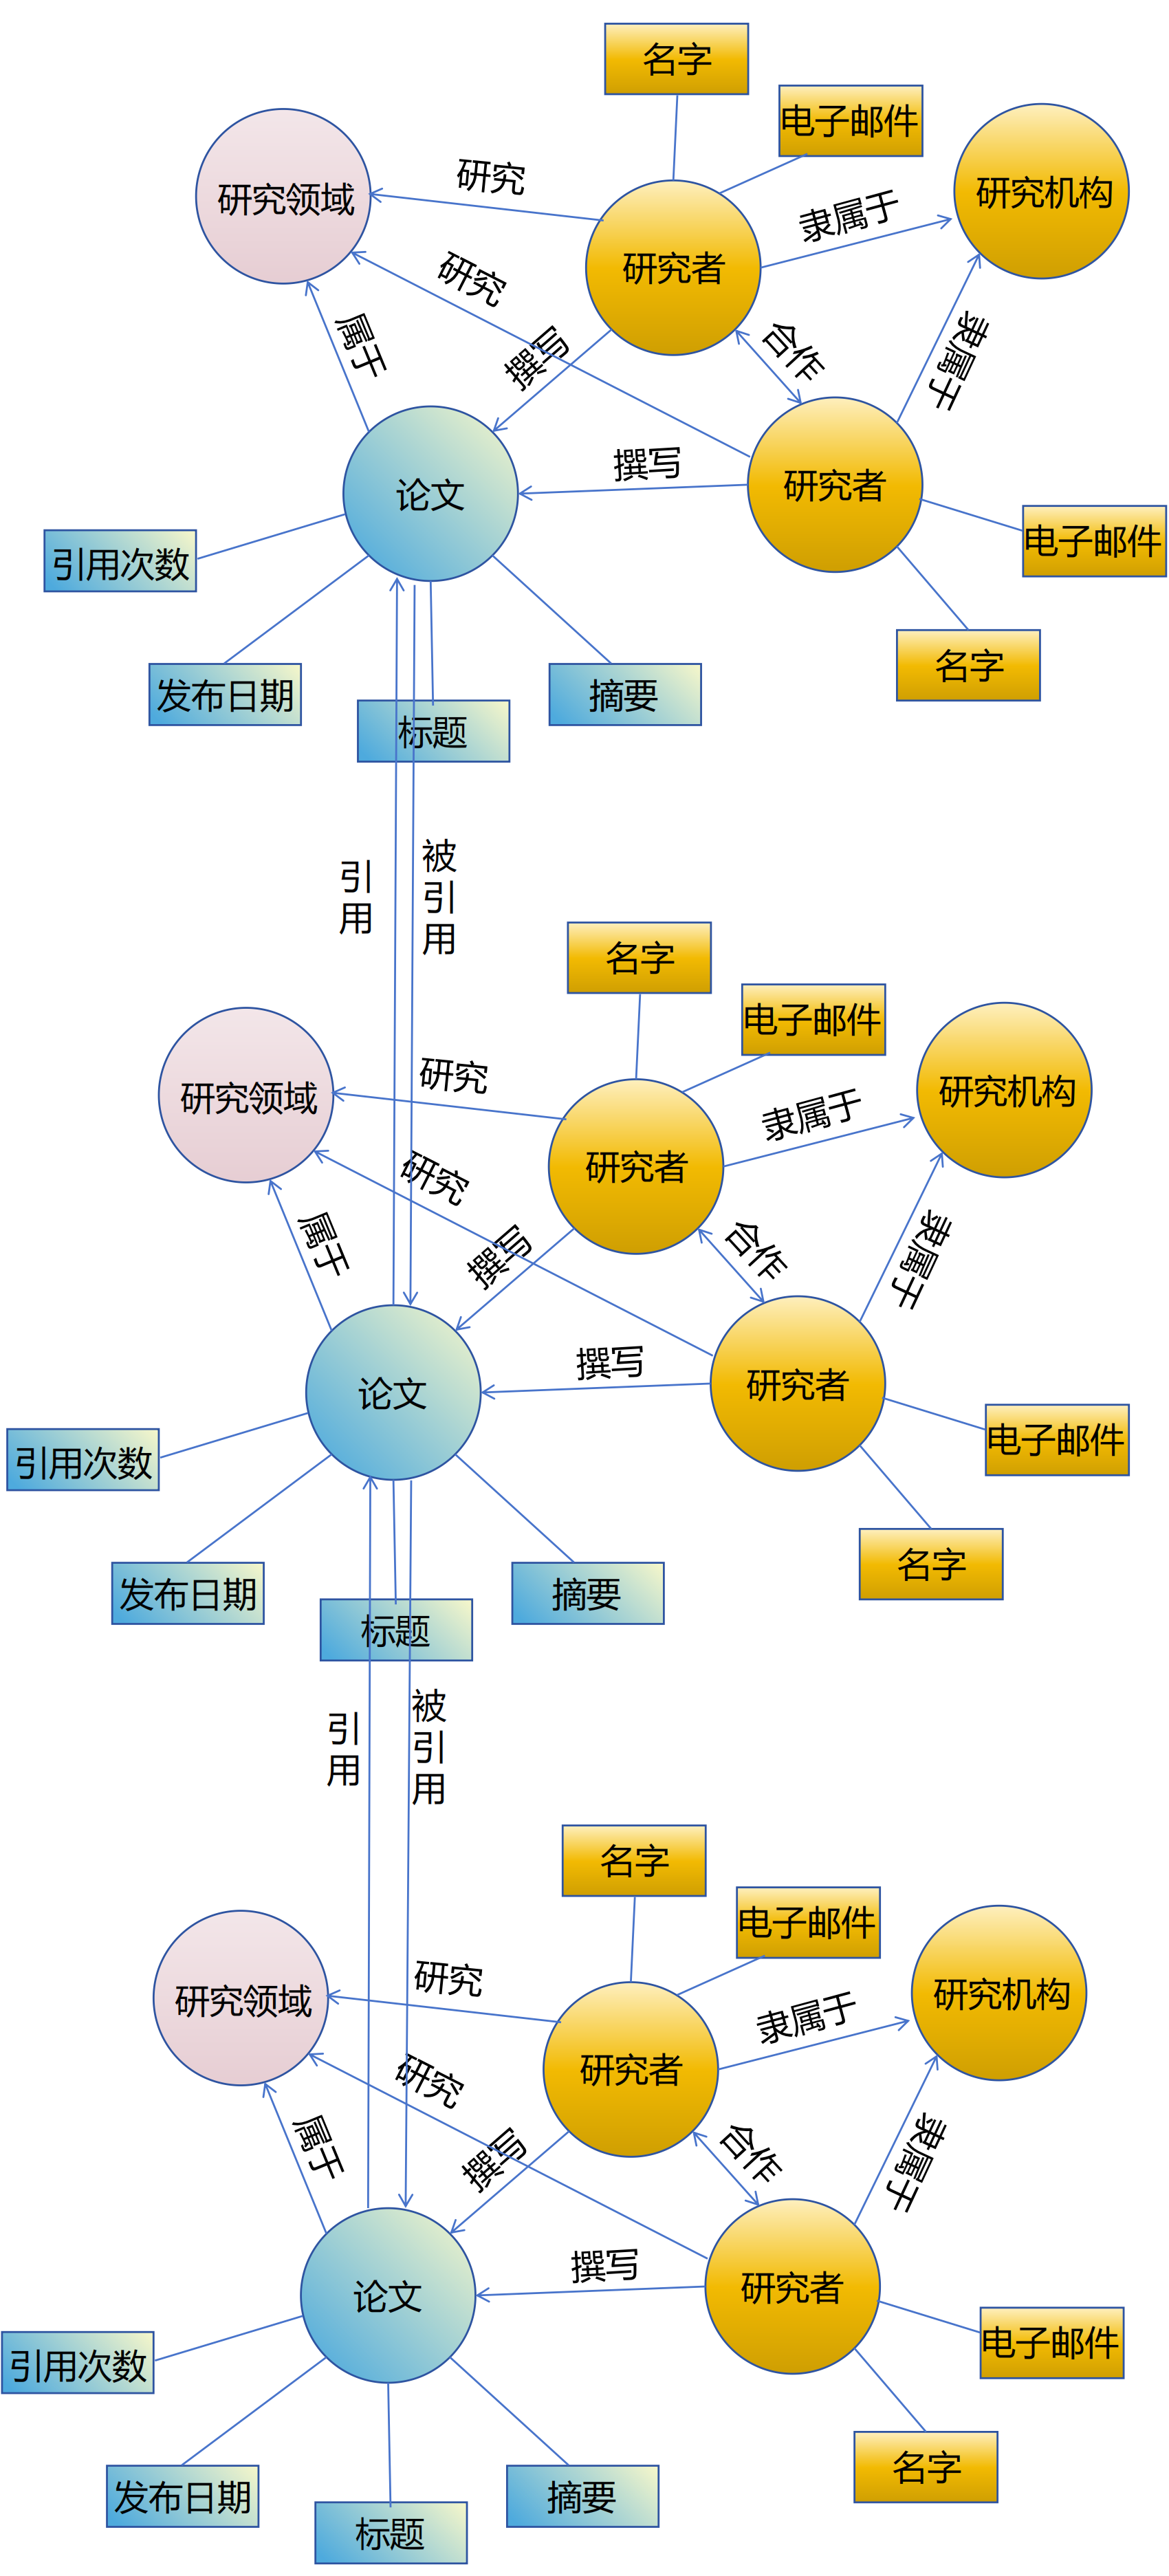 名字
电子邮件
研究领域
研究
研究者
隶属于
研究机构
研究
属于
撰写
合作
隶属于
论文
撰写
研究者
引用次数
电子邮件
发布日期
标题
摘要
名字
引用
被引用
名字
电子邮件
研究领域
研究
研究者
隶属于
研究机构
研究
属于
撰写
合作
隶属于
论文
撰写
研究者
引用次数
电子邮件
发布日期
标题
摘要
名字
引用
被引用
名字
电子邮件
研究领域
研究
研究者
隶属于
研究机构
研究
属于
撰写
合作
隶属于
论文
撰写
研究者
引用次数
电子邮件
发布日期
标题
摘要
名字